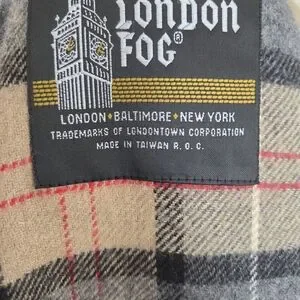 LONDON
FOG®
LONDON • BALTIMORE • NEW YORK
TRADEMARKS OF LONDONTOWN CORPORATION
MADE IN TAIWAN R.O.C.